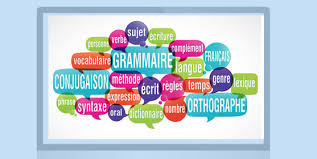 sujet
écriture
personne
verbe
complément
vocabulaire
GRAMMAIRE
FRANÇAIS
langue
CONJUGAISON
méthode
écrit
règles
temps
genre
lexique
phrase
syntaxe
expression
nombre
ORTHOGRAPHE
oral
dictionnaire